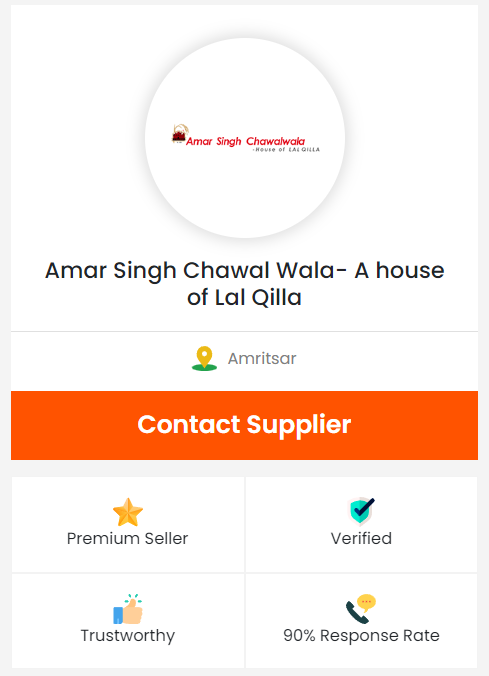 Amar Singh Chawalwala
-House of LAL QILLA
Amar Singh Chawal Wala- A house
of Lal Qilla
Amritsar
Contact Supplier
Premium Seller
Verified
Trustworthy
90% Response Rate